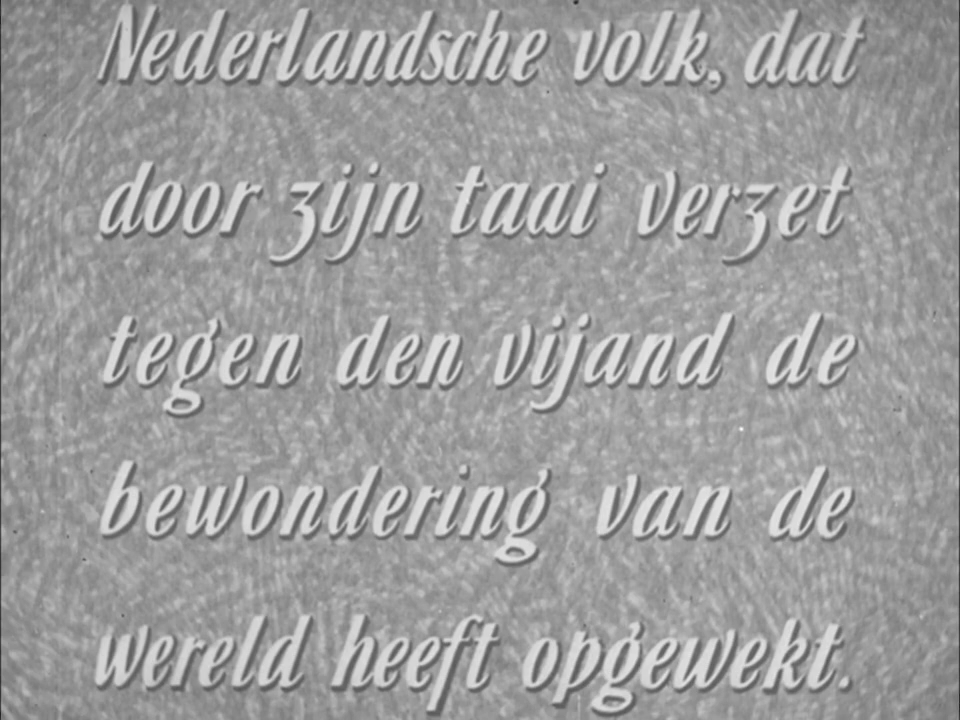 Nederlandsche volk, dat
door zijn taai verzet
tegen den vijand de
bewondering van de
wereld heeft opgewekt.